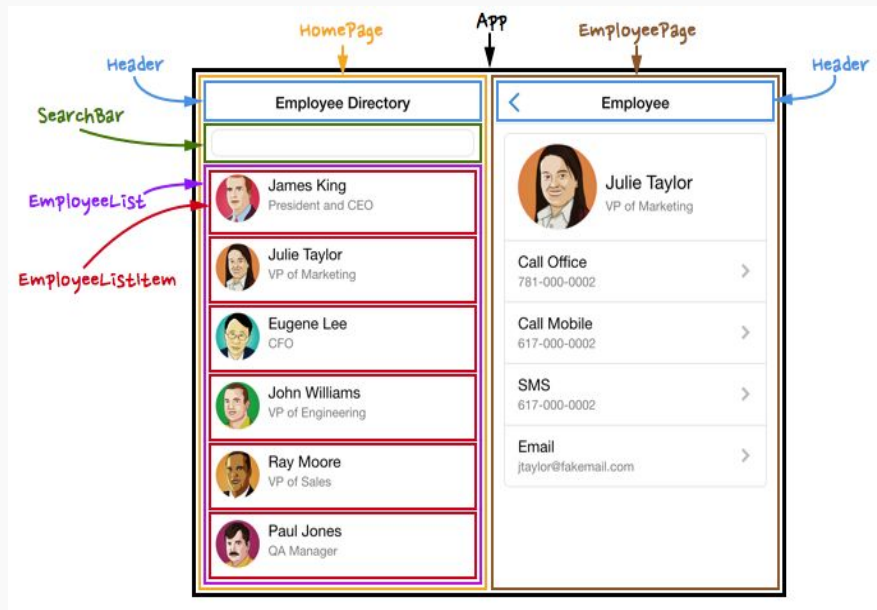 App
HomePage
EmployeePage
Header
Header
SearchBar
EmployeeList
EmployeeListItem
Employee Directory
James King
President and CEO
Julie Taylor
VP of Marketing
Eugene Lee
CFO
John Williams
VP of Engineering
Ray Moore
VP of Sales
Paul Jones
QA Manager
Employee
Julie Taylor
VP of Marketing
Call Office
781-000-0002
Call Mobile
617-000-0002
SMS
617-000-0002
Email
jtaylor@fakemail.com